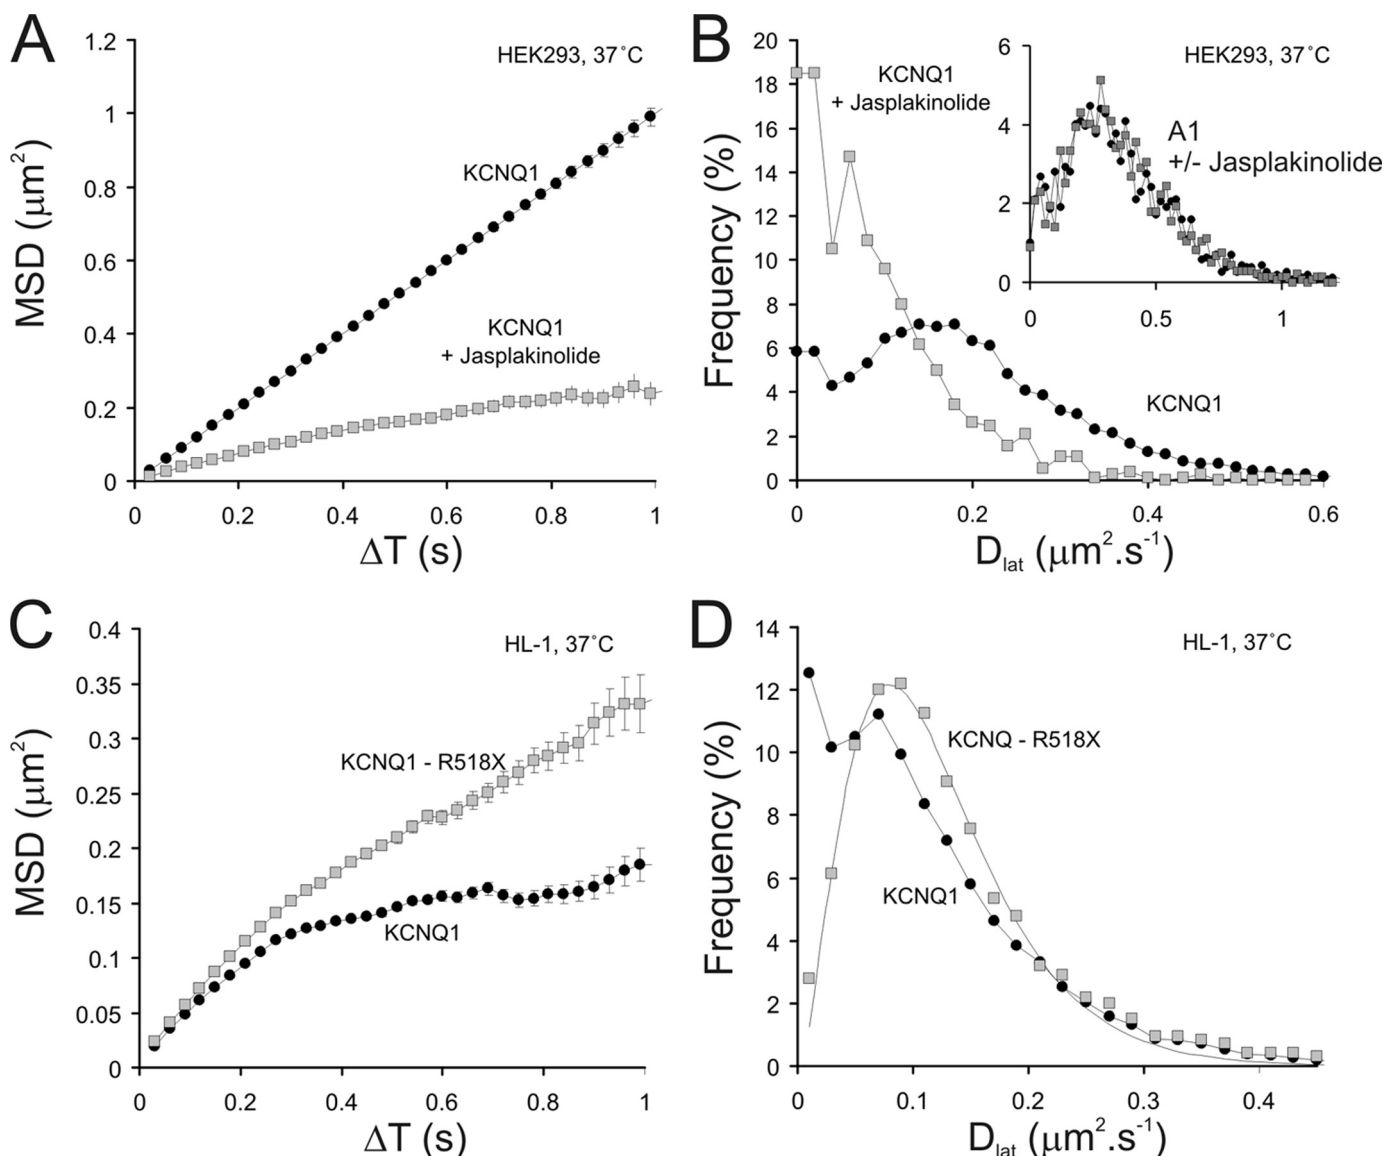 A
MSD (μm²)
1.2
1
0.8
0.6
0.4
0.2
0
HEK293, 37˚C
KCNQ1
KCNQ1
+ Jasplakinolide
0
0.2
0.4
0.6
0.8
1
ΔT (s)
B
Frequency (%)
20
18
16
14
12
10
8
6
4
2
0
KCNQ1
+ Jasplakinolide
6
4
2
0
HEK293, 37˚C
A1
+/- Jasplakinolide
0
0.5
1
KCNQ1
0
0.2
0.4
0.6
D_lat (μm².s⁻¹)
C
MSD (μm²)
0.4
0.35
0.3
0.25
0.2
0.15
0.1
0.05
0
HL-1, 37˚C
KCNQ1 - R518X
KCNQ1
0
0.2
0.4
0.6
0.8
1
ΔT (s)
D
Frequency (%)
14
12
10
8
6
4
2
0
HL-1, 37˚C
KCNQ - R518X
KCNQ1
0
0.1
0.2
0.3
0.4
D_lat (μm².s⁻¹)